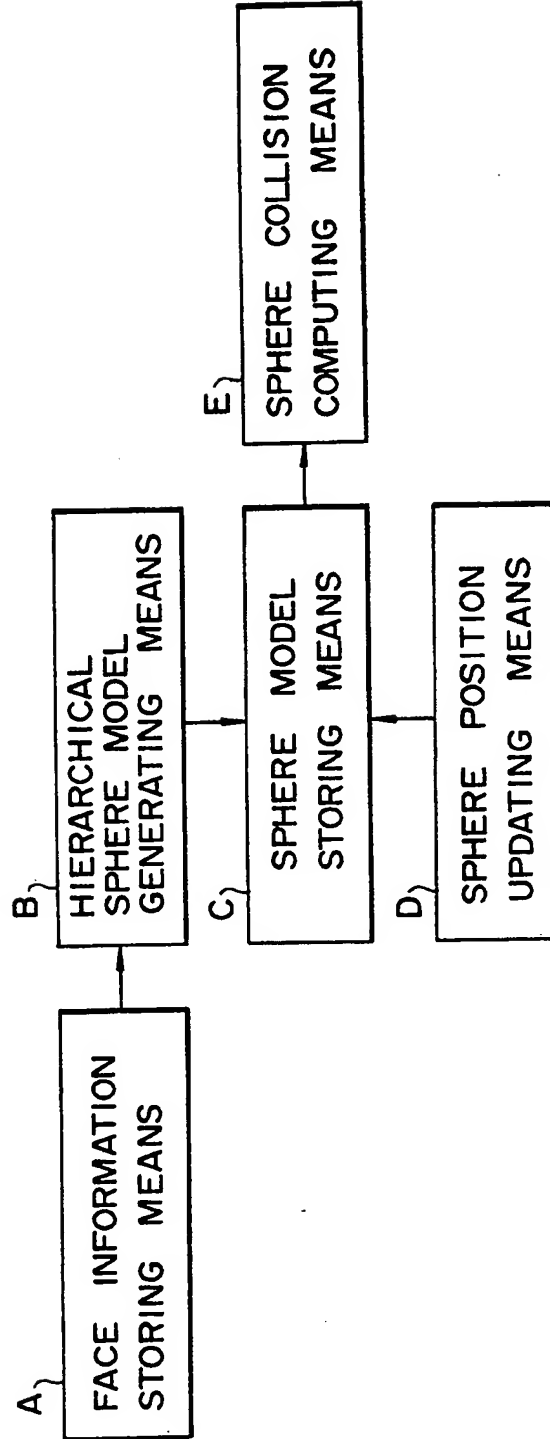 A
FACE INFORMATION
STORING MEANS
B
HIERARCHICAL
SPHERE MODEL
GENERATING MEANS
C
SPHERE MODEL
STORING MEANS
D
SPHERE POSITION
UPDATING MEANS
E
SPHERE COLLISION
COMPUTING MEANS